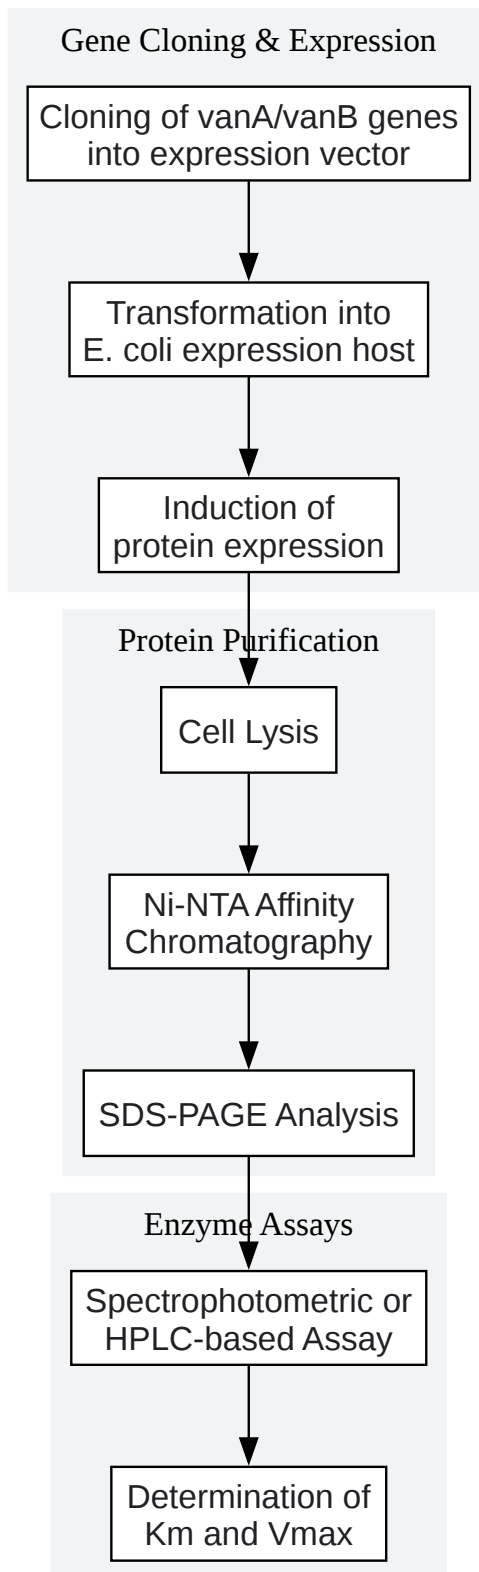 Gene Cloning & Expression
Cloning of vanA/vanB genes
into expression vector
Transformation into
E. coli expression host
Induction of
protein expression
Protein Purification
Cell Lysis
Ni-NTA Affinity
Chromatography
SDS-PAGE Analysis
Enzyme Assays
Spectrophotometric or
HPLC-based Assay
Determination of
Km and Vmax